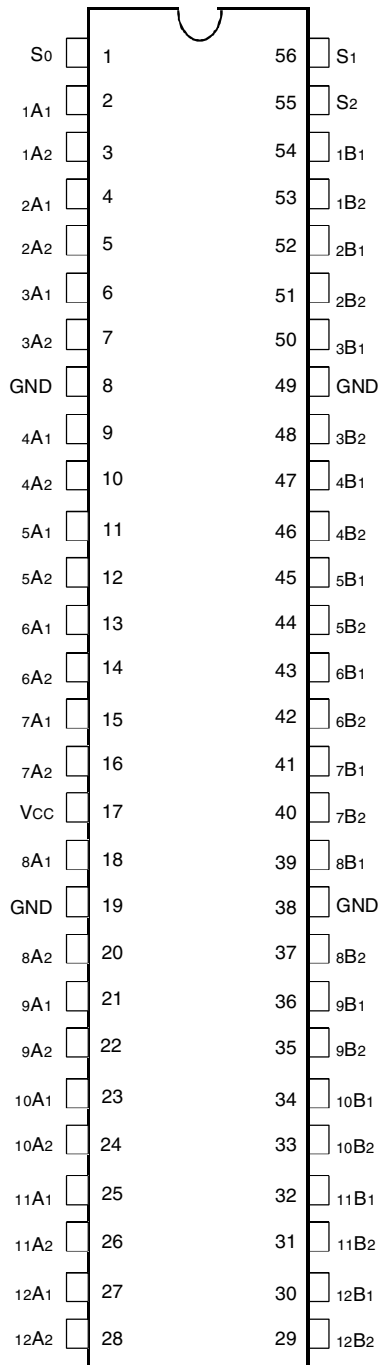 S0 1 56 S1
1A1 2 55 S2
1A2 3 54 1B1
2A1 4 53 1B2
2A2 5 52 2B1
3A1 6 51 2B2
3A2 7 50 3B1
GND 8 49 GND
4A1 9 48 3B2
4A2 10 47 4B1
5A1 11 46 4B2
5A2 12 45 5B1
6A1 13 44 5B2
6A2 14 43 6B1
7A1 15 42 6B2
7A2 16 41 7B1
VCC 17 40 7B2
8A1 18 39 8B1
GND 19 38 GND
8A2 20 37 8B2
9A1 21 36 9B1
9A2 22 35 9B2
10A1 23 34 10B1
10A2 24 33 10B2
11A1 25 32 11B1
11A2 26 31 11B2
12A1 27 30 12B1
12A2 28 29 12B2